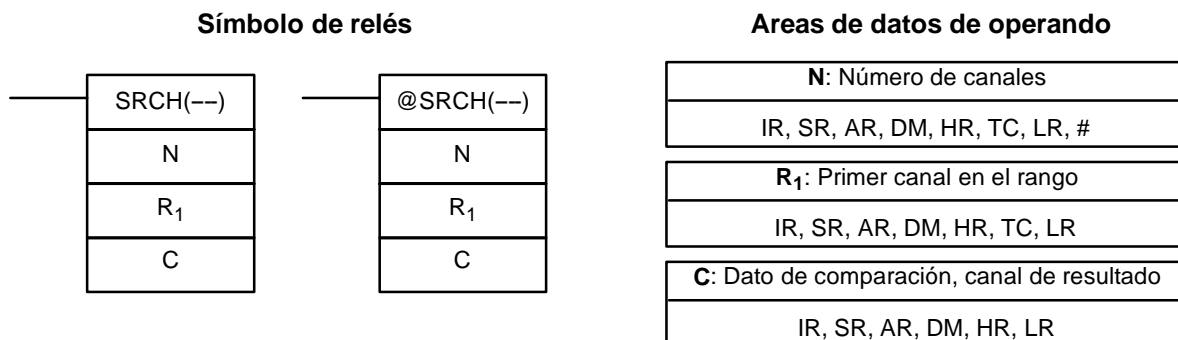 Símbolo de relés
SRCH(––)
N
R1
C
@SRCH(––)
N
R1
C
Areas de datos de operando
N: Número de canales
IR, SR, AR, DM, HR, TC, LR, #
R1: Primer canal en el rango
IR, SR, AR, DM, HR, TC, LR
C: Dato de comparación, canal de resultado
IR, SR, AR, DM, HR, LR